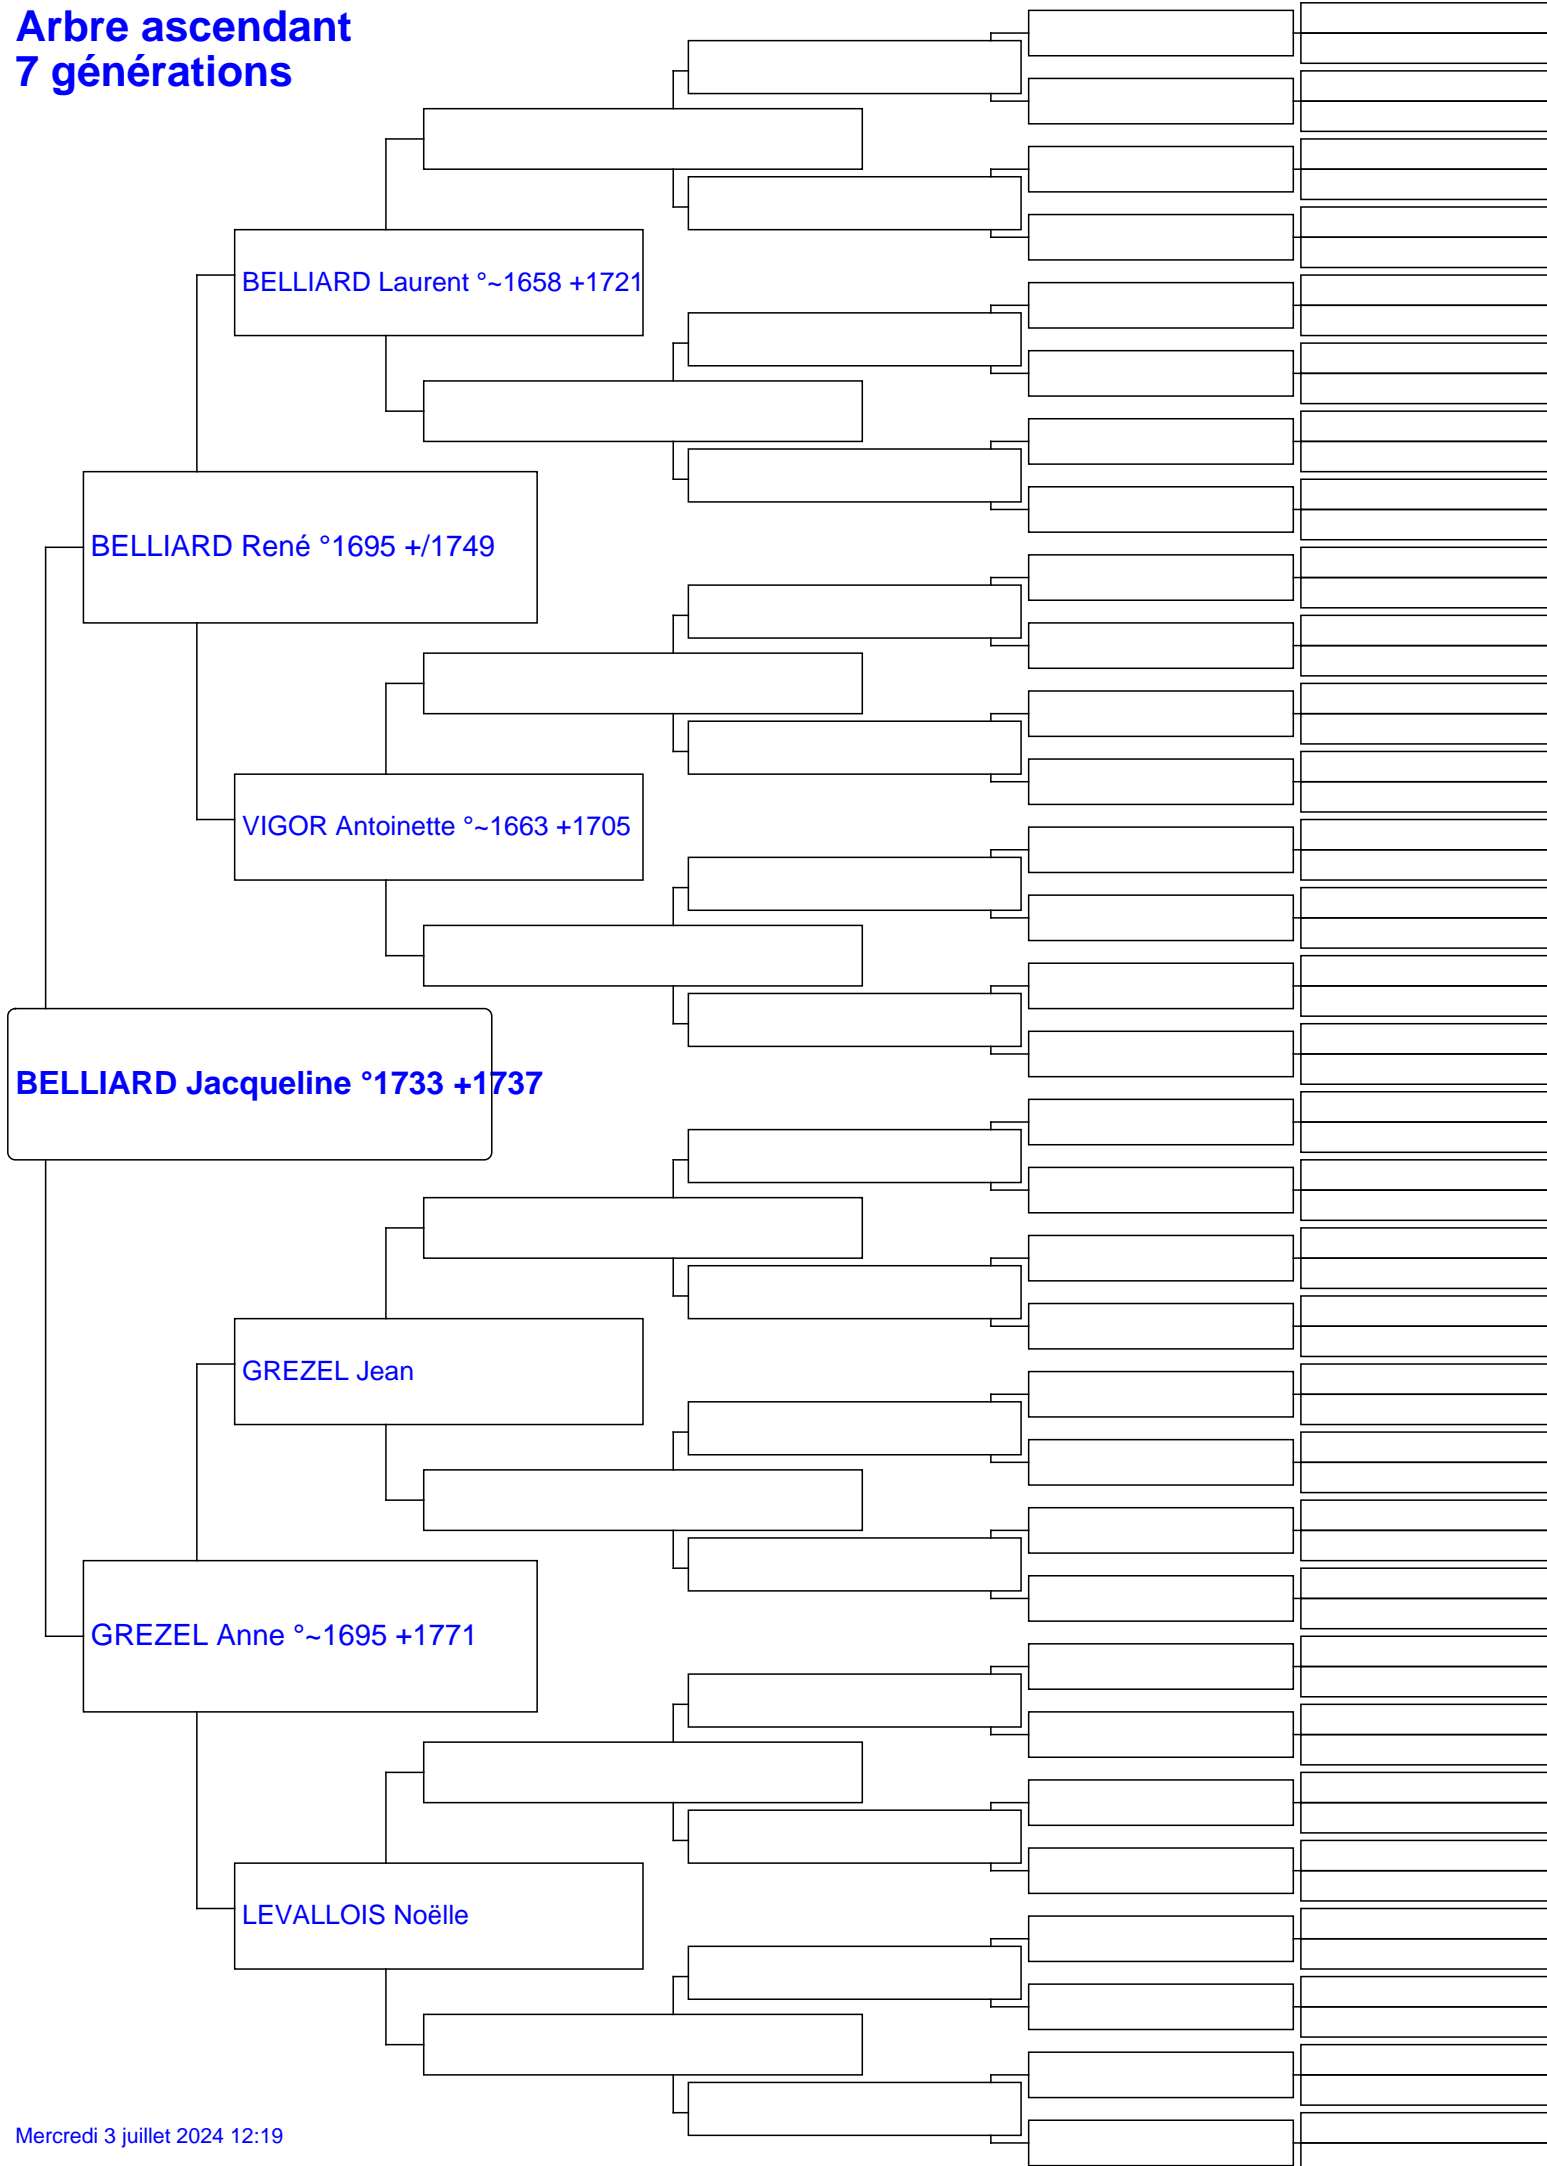 Arbre ascendant
7 générations
BELLIARD Laurent °~1658 +1721
BELLIARD René °1695 +/1749
VIGOR Antoinette °~1663 +1705
BELLIARD Jacqueline °1733 +1737
GREZEL Jean
GREZEL Anne °~1695 +1771
LEVALLOIS Noëlle
Mercredi 3 juillet 2024 12:19